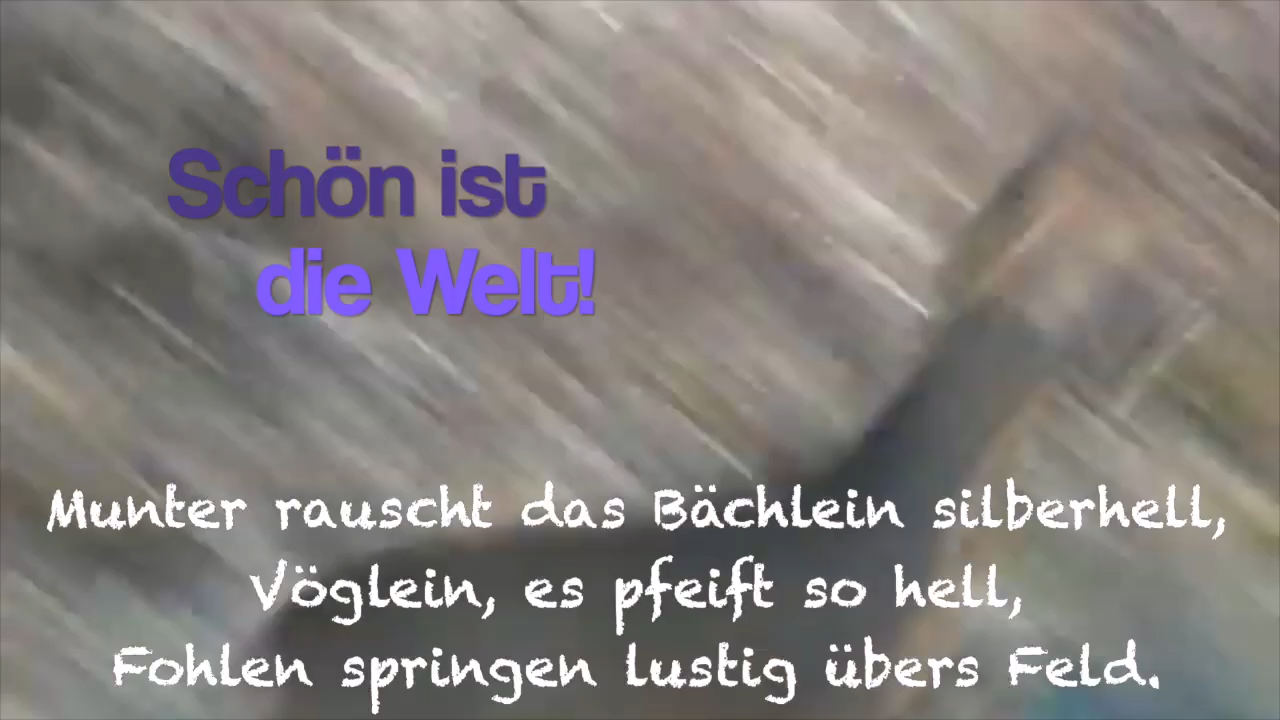 Schön ist
die Welt!
Munter rauscht das Bächlein silberhell,
Vöglein, es pfeift so hell,
Fohlen springen lustig übers Feld.